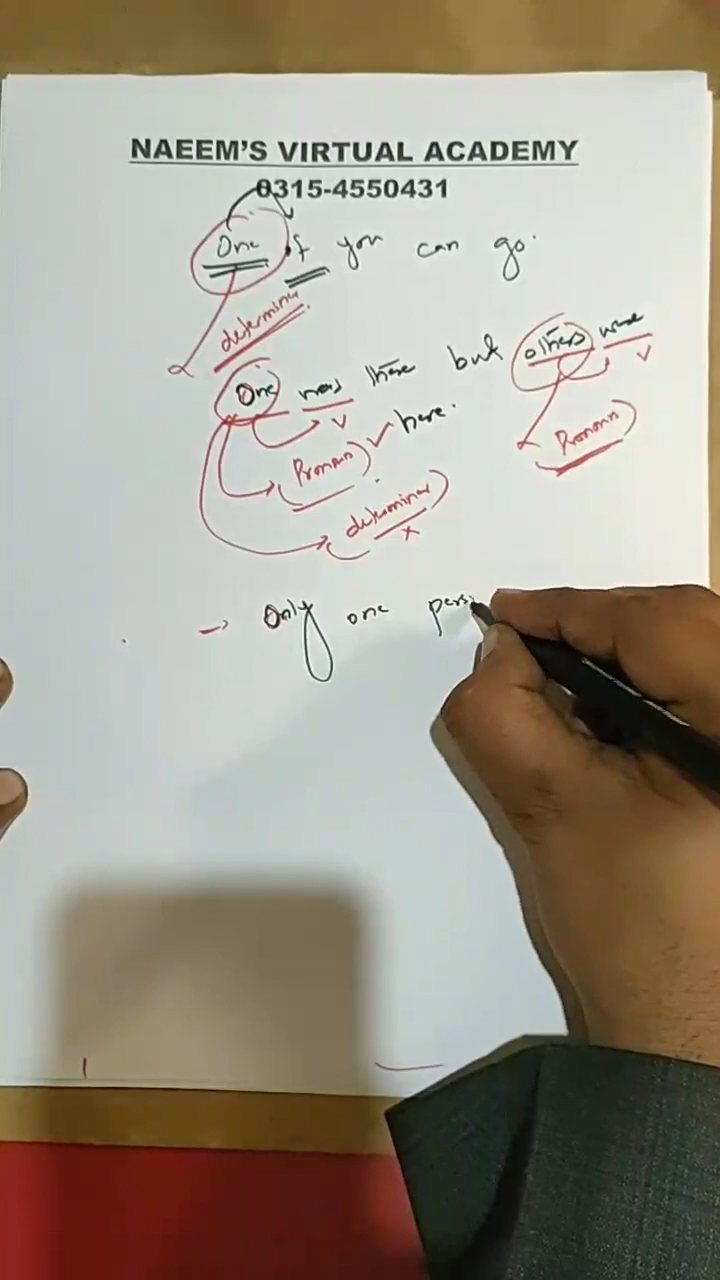 NAEEM'S VIRTUAL ACADEMY
0315-4550431
One of you can go.
determiner
One was there but others were
here.
Pronoun
Pronoun
determiner
x
→ Only one pers